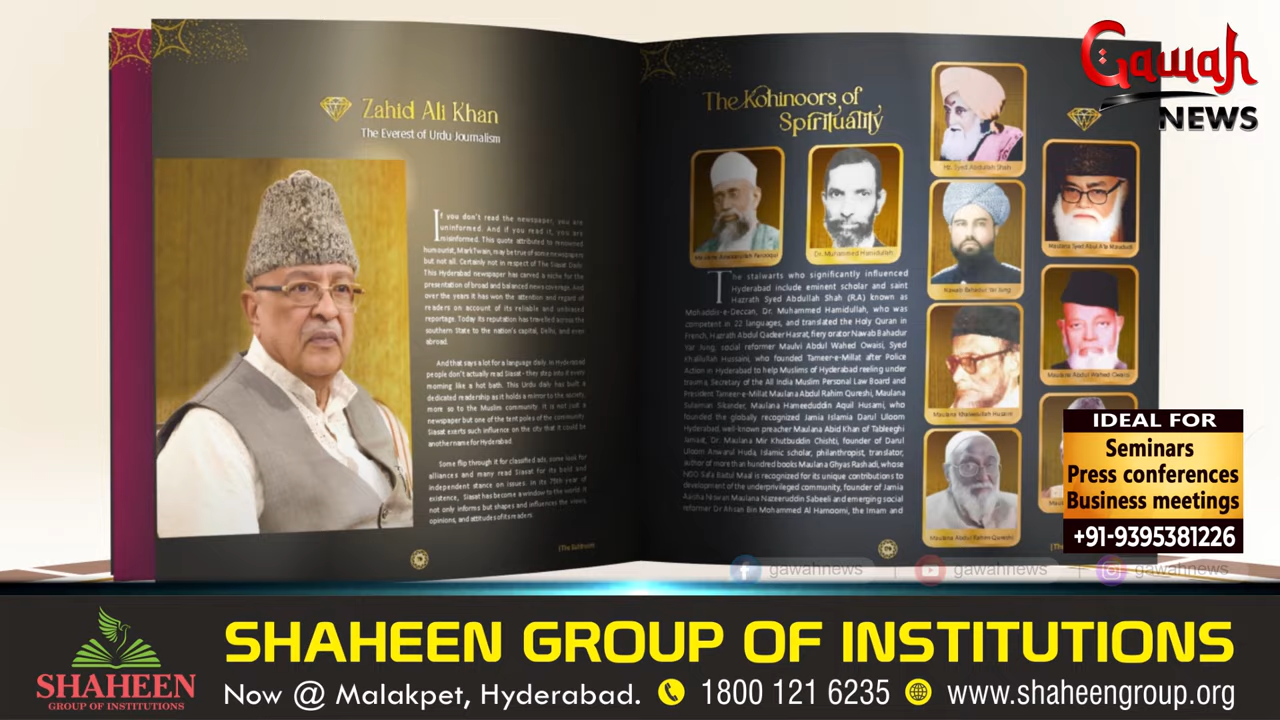 Zahid Ali Khan
The Everest of Urdu Journalism
If you don't read the newspaper, you are
uninformed. And if you read it, you are
misinformed. This quote attributed to renowned
humourist, Mark Twain, may be true of some newspapers
but not all. Certainly not in respect of The Siasat Daily.
This Hyderabad newspaper has carved a niche for the
presentation of broad and balanced news coverage. And
over the years it has won the attention and regard of
readers on account of its reliable and unbiased
reportage. Today its reputation has travelled across the
southern State to the nation's capital, Delhi, and even
abroad.
And that says a lot for a language daily. In Hyderabad
people don't actually read Siasat - they step into it every
morning like a hot bath. This Urdu daily has built a
dedicated readership as it holds a mirror to the society,
more so to the Muslim community. It is not just a
newspaper but one of the tent poles of the community.
Siasat exerts such influence on the city that it could be
another name for Hyderabad.
Some flip through it for classified ads, some look for
alliances and many read Siasat for its bold and
independent stance on issues. In its 75th year of
existence, Siasat has become a window to the world. It
not only informs but shapes and influences the views,
opinions, and attitudes of its readers.
The Kohinoors of
Spirituality
Dr. Muhammed Hamidullah
Hz. Syed Abdullah Shah
Nawab Bahadur Yar Jung
Maulana Khaleelullah Hussaini
Maulana Abdul Rahim Qureshi
Maulana Syed Abul A'la Maududi
Maulana Abdul Wahed Owaisi
The stalwarts who significantly influenced
Hyderabad include eminent scholar and saint
Hazrath Syed Abdullah Shah (R.A) known as
Mohaddis-e-Deccan, Dr. Muhammed Hamidullah, who was
competent in 22 languages, and translated the Holy Quran in
French, Hazrath Abdul Qadeer Hasrat, fiery orator Nawab Bahadur
Yar Jung, social reformer Maulvi Abdul Wahed Owaisi, Syed
Khalilullah Hussaini, who founded Tameer-e-Millat after Police
Action in Hyderabad to help Muslims of Hyderabad reeling under
trauma, Secretary of the All India Muslim Personal Law Board and
President Tameer-e-Millat Maulana Abdul Rahim Qureshi, Maulana
Sulaiman Sikander, Maulana Hameeduddin Aquil Husami, who
founded the globally recognized Jamia Islamia Darul Uloom
Hyderabad, well-known preacher Maulana Abid Khan of Tableeghi
Jamaat, Dr. Maulana Mir Khutbuddin Chishti, founder of Darul
Uloom Anwarul Huda, Islamic scholar, philanthropist, translator,
author of more than hundred books Maulana Ghyas Rashadi, whose
NGO Safa Baitul Maal is recognized for its unique contributions to
development of the underprivileged community, founder of Jamia
Aaisha Niswan Maulana Nazeeruddin Sabeeli and emerging social
reformer Dr Ahsan Bin Mohammed Al Hamoomi, the Imam and
Gawah
NEWS
IDEAL FOR
Seminars
Press conferences
Business meetings
+91-9395381226
gawahnews | gawahnews | gawahnews
SHAHEEN
GROUP OF INSTITUTIONS
SHAHEEN GROUP OF INSTITUTIONS
Now @ Malakpet, Hyderabad. 1800 121 6235 www.shaheengroup.org